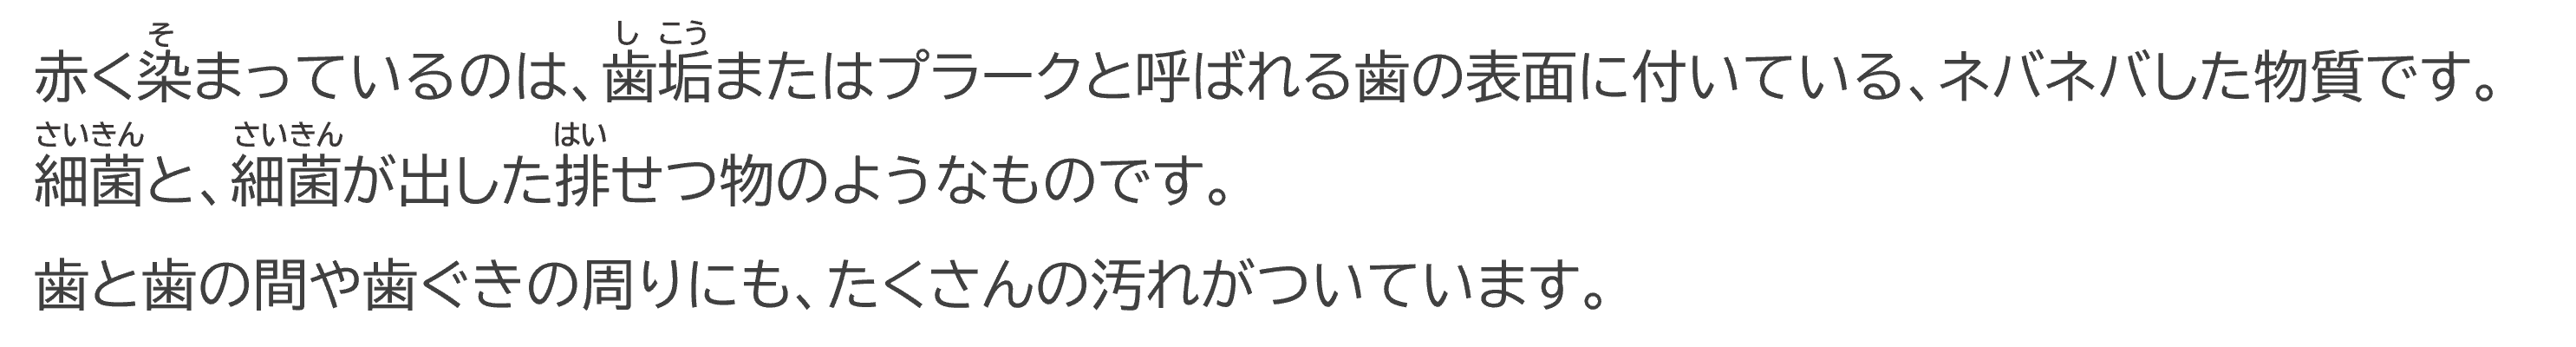 赤く染まっているのは、歯垢またはプラークと呼ばれる歯の表面に付いている、ネバネバした物質です。
細菌と、細菌が出した排せつ物のようなものです。
歯と歯の間や歯ぐきの周りにも、たくさんの汚れがついています。